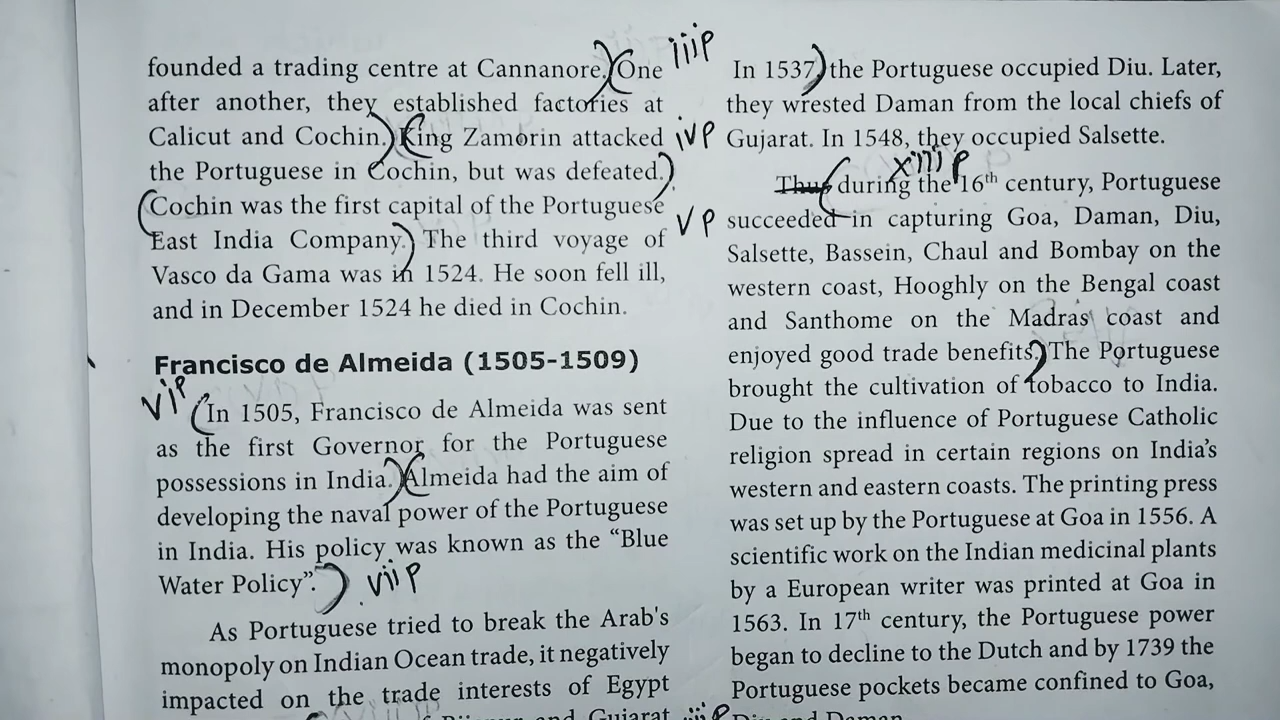 founded a trading centre at Cannanore. One
iii P
after another, they established factories at
Calicut and Cochin. King Zamorin attacked
iv P
the Portuguese in Cochin, but was defeated.
Cochin was the first capital of the Portuguese
V P
East India Company. The third voyage of
Vasco da Gama was in 1524. He soon fell ill,
and in December 1524 he died in Cochin.
Francisco de Almeida (1505-1509)
vi P
In 1505, Francisco de Almeida was sent
as the first Governor for the Portuguese
possessions in India. Almeida had the aim of
developing the naval power of the Portuguese
in India. His policy was known as the “Blue
Water Policy”.
vii P
As Portuguese tried to break the Arab's
monopoly on Indian Ocean trade, it negatively
impacted on the trade interests of Egypt
and Gujarat
In 1537, the Portuguese occupied Diu. Later,
they wrested Daman from the local chiefs of
Gujarat. In 1548, they occupied Salsette.
xiii P
Thus during the 16th century, Portuguese
succeeded in capturing Goa, Daman, Diu,
Salsette, Bassein, Chaul and Bombay on the
western coast, Hooghly on the Bengal coast
and Santhome on the Madras coast and
enjoyed good trade benefits. The Portuguese
brought the cultivation of tobacco to India.
Due to the influence of Portuguese Catholic
religion spread in certain regions on India’s
western and eastern coasts. The printing press
was set up by the Portuguese at Goa in 1556. A
scientific work on the Indian medicinal plants
by a European writer was printed at Goa in
1563. In 17th century, the Portuguese power
began to decline to the Dutch and by 1739 the
Portuguese pockets became confined to Goa,
Diu and Daman.